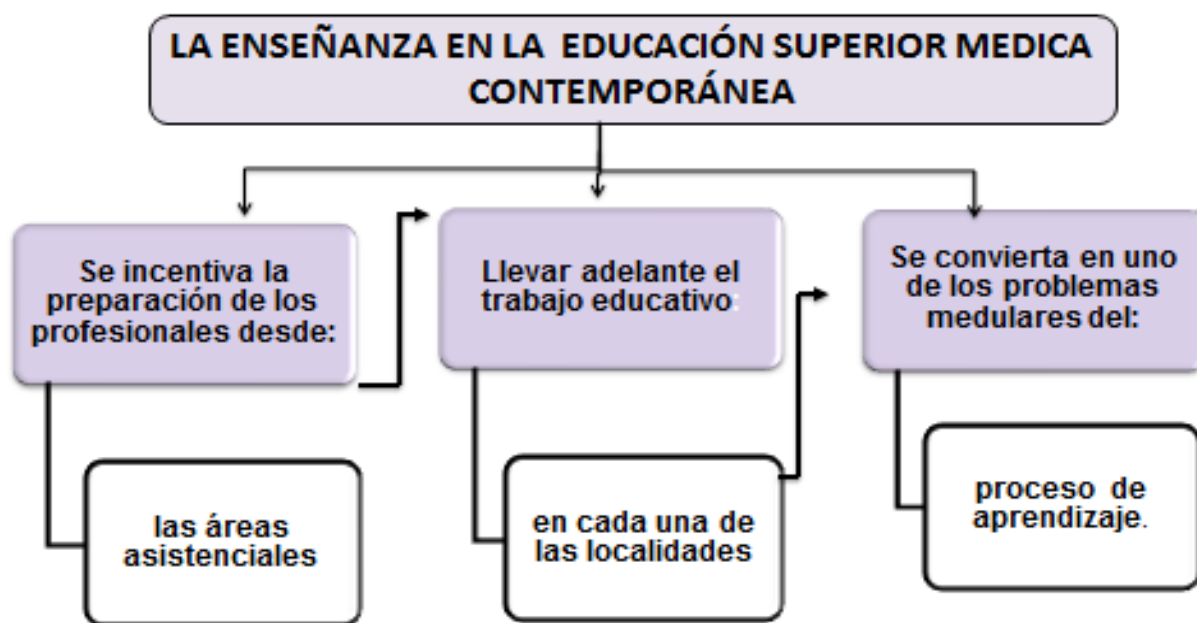 LA ENSEÑANZA EN LA EDUCACIÓN SUPERIOR MEDICA
CONTEMPORÁNEA
Se incentiva la
preparación de los
profesionales desde:
Llevar adelante el
trabajo educativo:
Se convierta en uno
de los problemas
medulares del:
las áreas
asistenciales
en cada una de
las localidades
proceso de
aprendizaje.